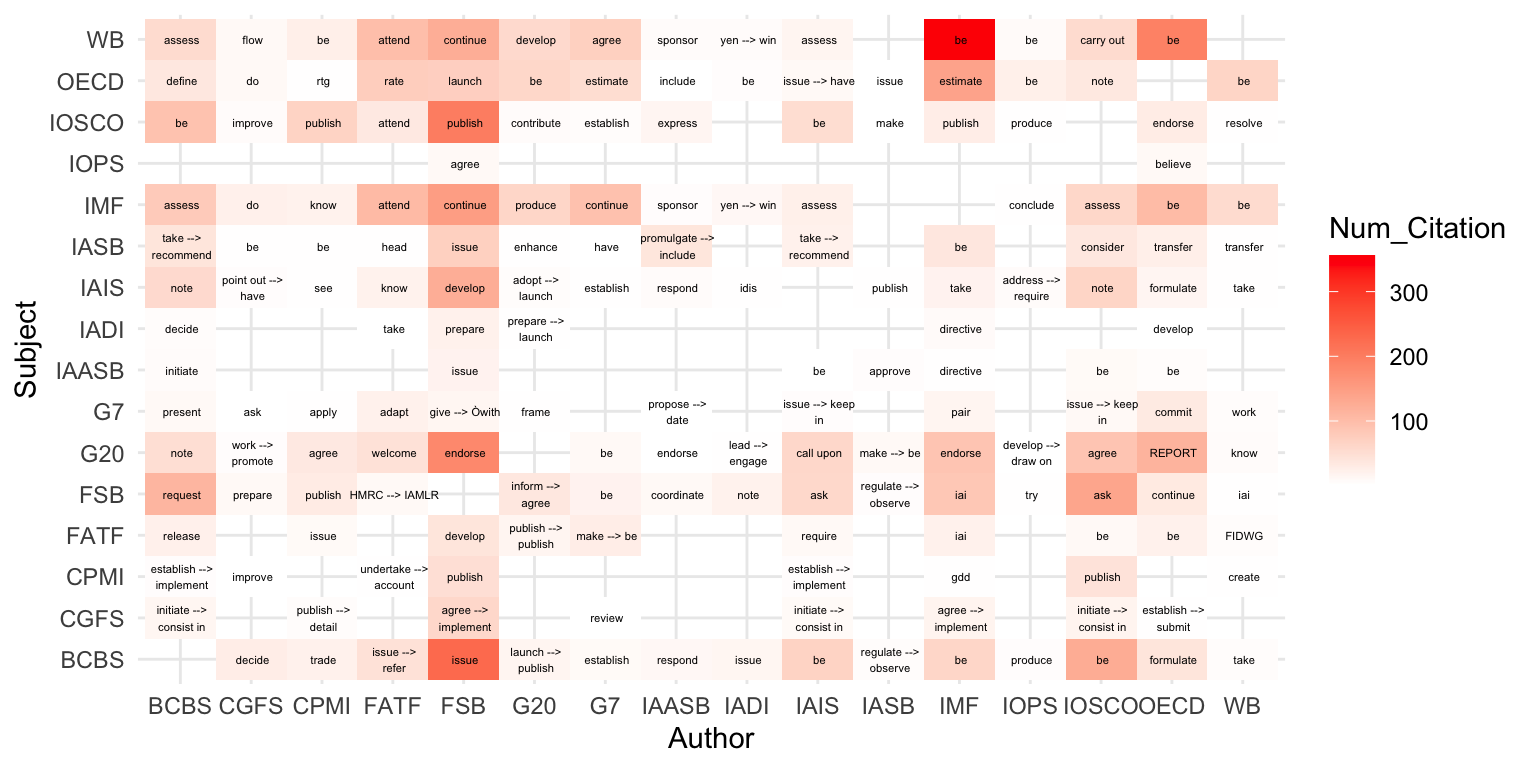 WB assess flow be attend continue develop agree sponsor yen --> win assess be be carry out be
OECD define do rtg rate launch be estimate include be issue --> have issue estimate be note be
IOSCO be improve publish attend publish contribute establish express be make publish produce endorse resolve
IOPS agree believe
IMF assess do know attend continue produce continue sponsor yen --> win assess conclude assess be be
take --> promulgate --> take -->
IASB be be head issue enhance have be consider transfer transfer
recommend include recommend
point out --> adopt --> address -->
IAIS note see know develop establish respond idis publish take note formulate take
have launch require
prepare -->
IADI decide take prepare directive develop
launch
IAASB initiate issue be approve directive be be
propose --> issue --> keep issue --> keep
G7 present ask apply adapt give --> Òwith frame pair commit work
date in in
work --> lead --> develop -->
G20 note agree welcome endorse be endorse call upon make --> be endorse agree REPORT know
promote engage draw on
inform --> regulate -->
FSB request prepare publish HMRC --> IAMLR be coordinate note ask iai try ask continue iai
agree observe
publish -->
FATF release issue develop make --> be require iai be be FIDWG
publish
establish --> undertake --> establish -->
CPMI improve publish gdd publish create
implement account implement
initiate --> publish --> agree --> initiate --> agree --> initiate --> establish -->
CGFS review
consist in detail implement consist in implement consist in submit
issue --> launch --> regulate -->
BCBS decide trade issue establish respond issue be be produce be formulate take
refer publish observe
BCBS CGFS CPMI FATF FSB G20 G7 IAASB IADI IAIS IASB IMF IOPS IOSCO OECD WB
Author
Subject
Num_Citation
300
200
100